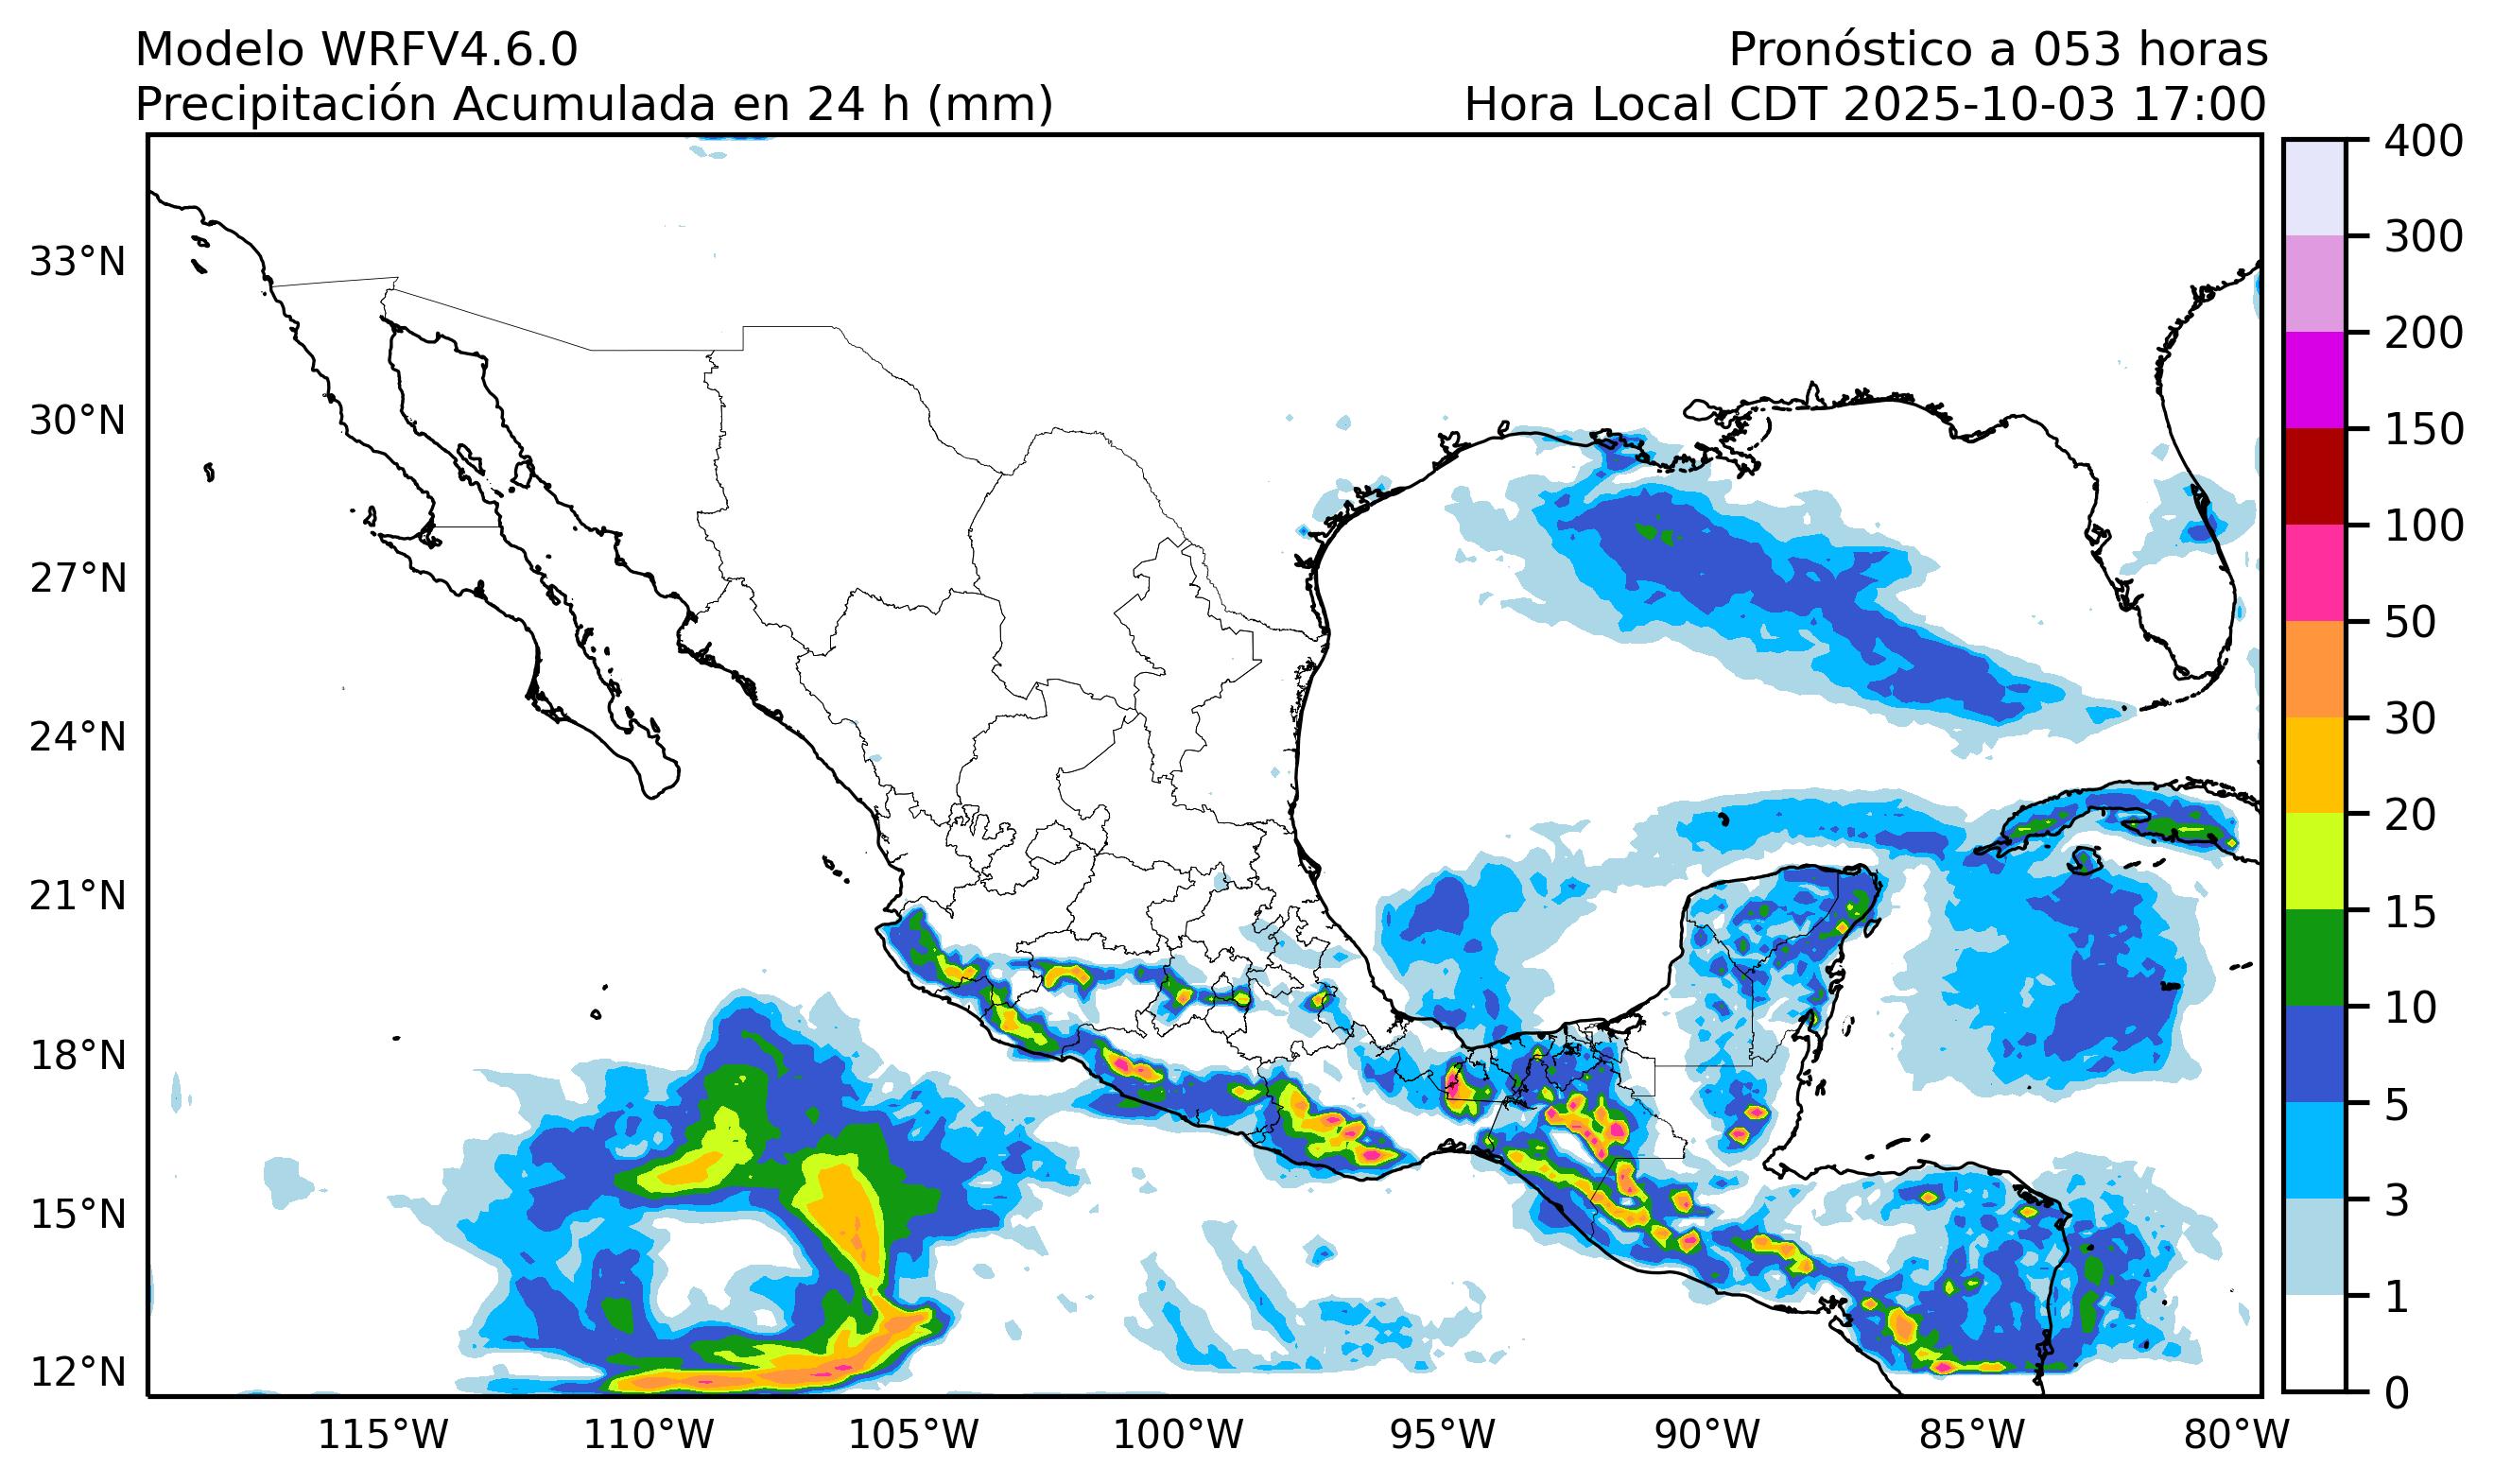 Modelo WRFV4.6.0
Precipitación Acumulada en 24 h (mm)
Pronóstico a 053 horas
Hora Local CDT 2025-10-03 17:00
33°N
30°N
27°N
24°N
21°N
18°N
15°N
12°N
115°W
110°W
105°W
100°W
95°W
90°W
85°W
80°W
400
300
200
150
100
50
30
20
15
10
5
3
1
0